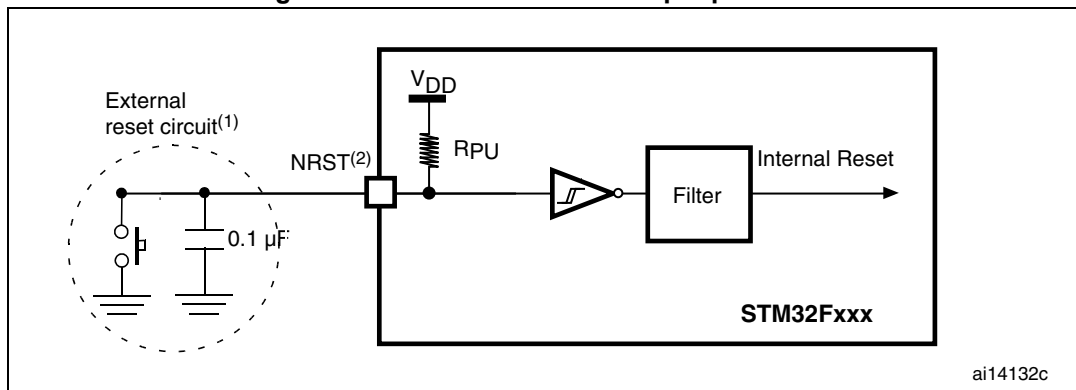 VDD
External
reset circuit(1)
NRST(2)
RPU
Internal Reset
Filter
0.1 µF
STM32Fxxx
ai14132c